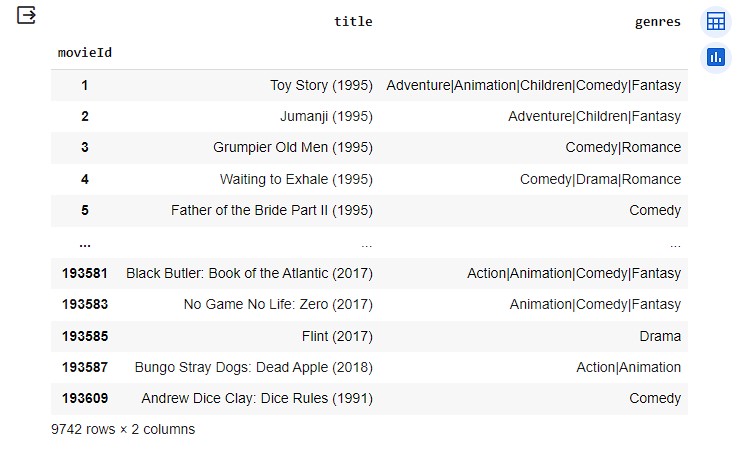 title genres
movieId
1 Toy Story (1995) Adventure|Animation|Children|Comedy|Fantasy
2 Jumanji (1995) Adventure|Children|Fantasy
3 Grumpier Old Men (1995) Comedy|Romance
4 Waiting to Exhale (1995) Comedy|Drama|Romance
5 Father of the Bride Part II (1995) Comedy
... ... ...
193581 Black Butler: Book of the Atlantic (2017) Action|Animation|Comedy|Fantasy
193583 No Game No Life: Zero (2017) Animation|Comedy|Fantasy
193585 Flint (2017) Drama
193587 Bungo Stray Dogs: Dead Apple (2018) Action|Animation
193609 Andrew Dice Clay: Dice Rules (1991) Comedy
9742 rows × 2 columns